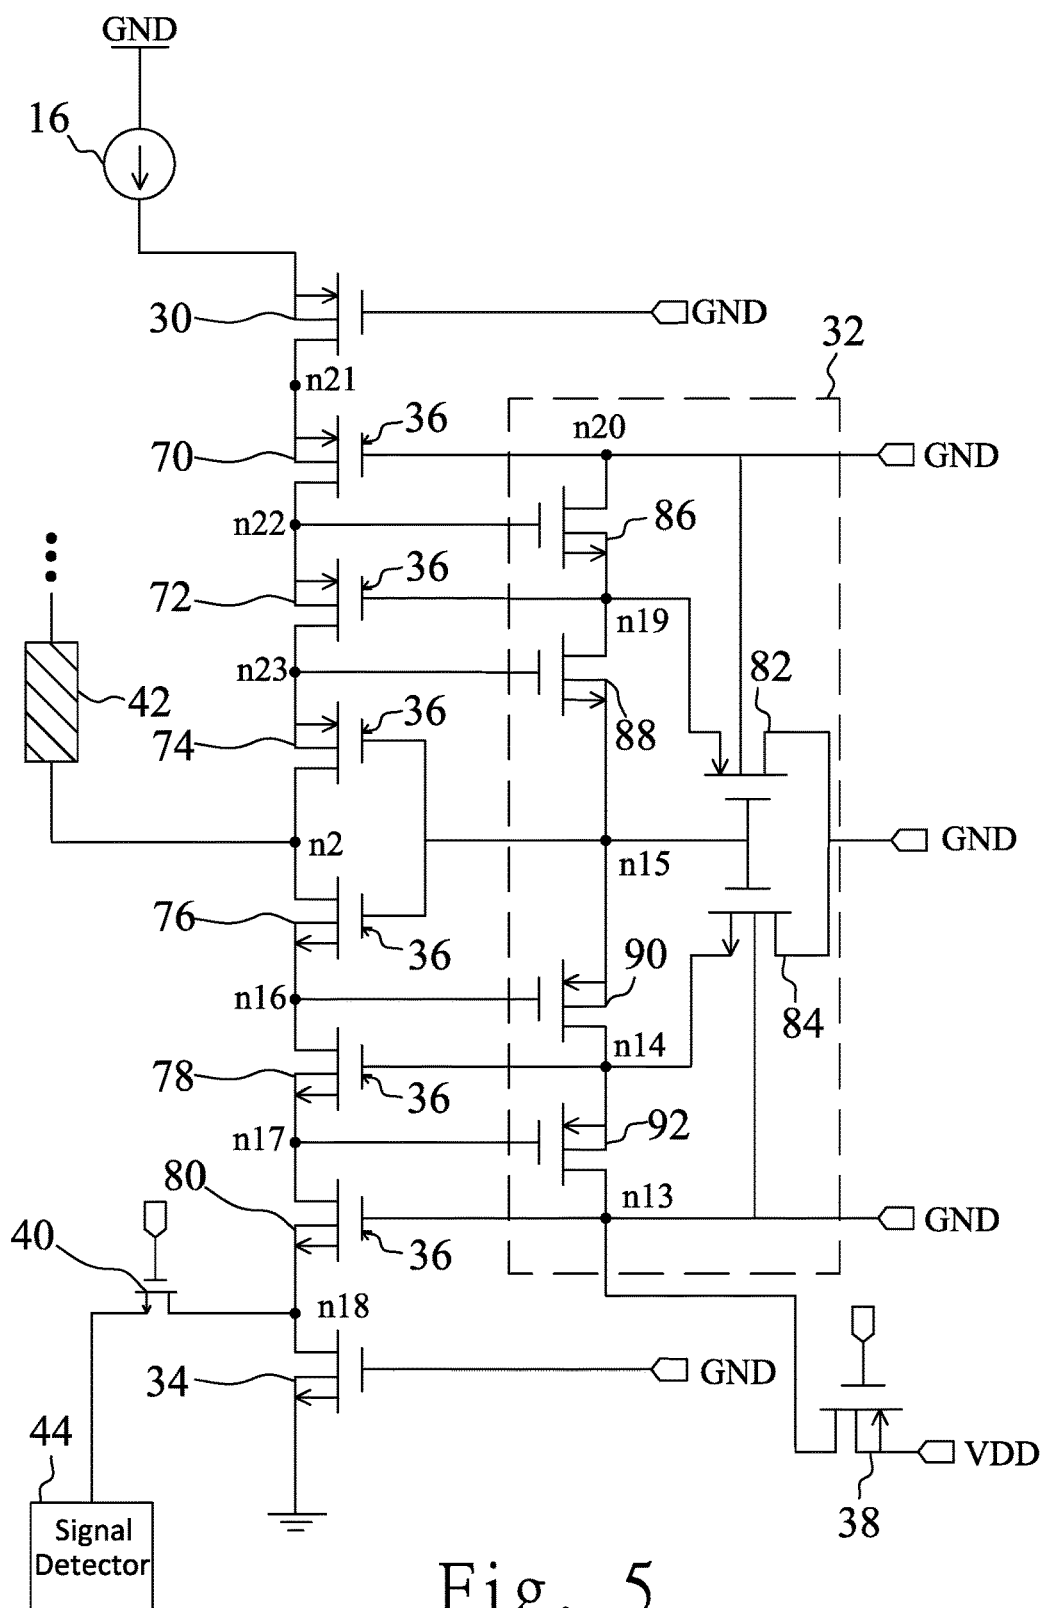 GND
16
30
GND
32
n21
36
n20
70
GND
n22
86
36
72
n19
n23
82
42
36
74
88
n2
n15
GND
76
36
90
n16
84
n14
78
36
92
n17
80
n13
GND
40
36
n18
34
GND
44
VDD
38
Signal
Detector
Fig. 5